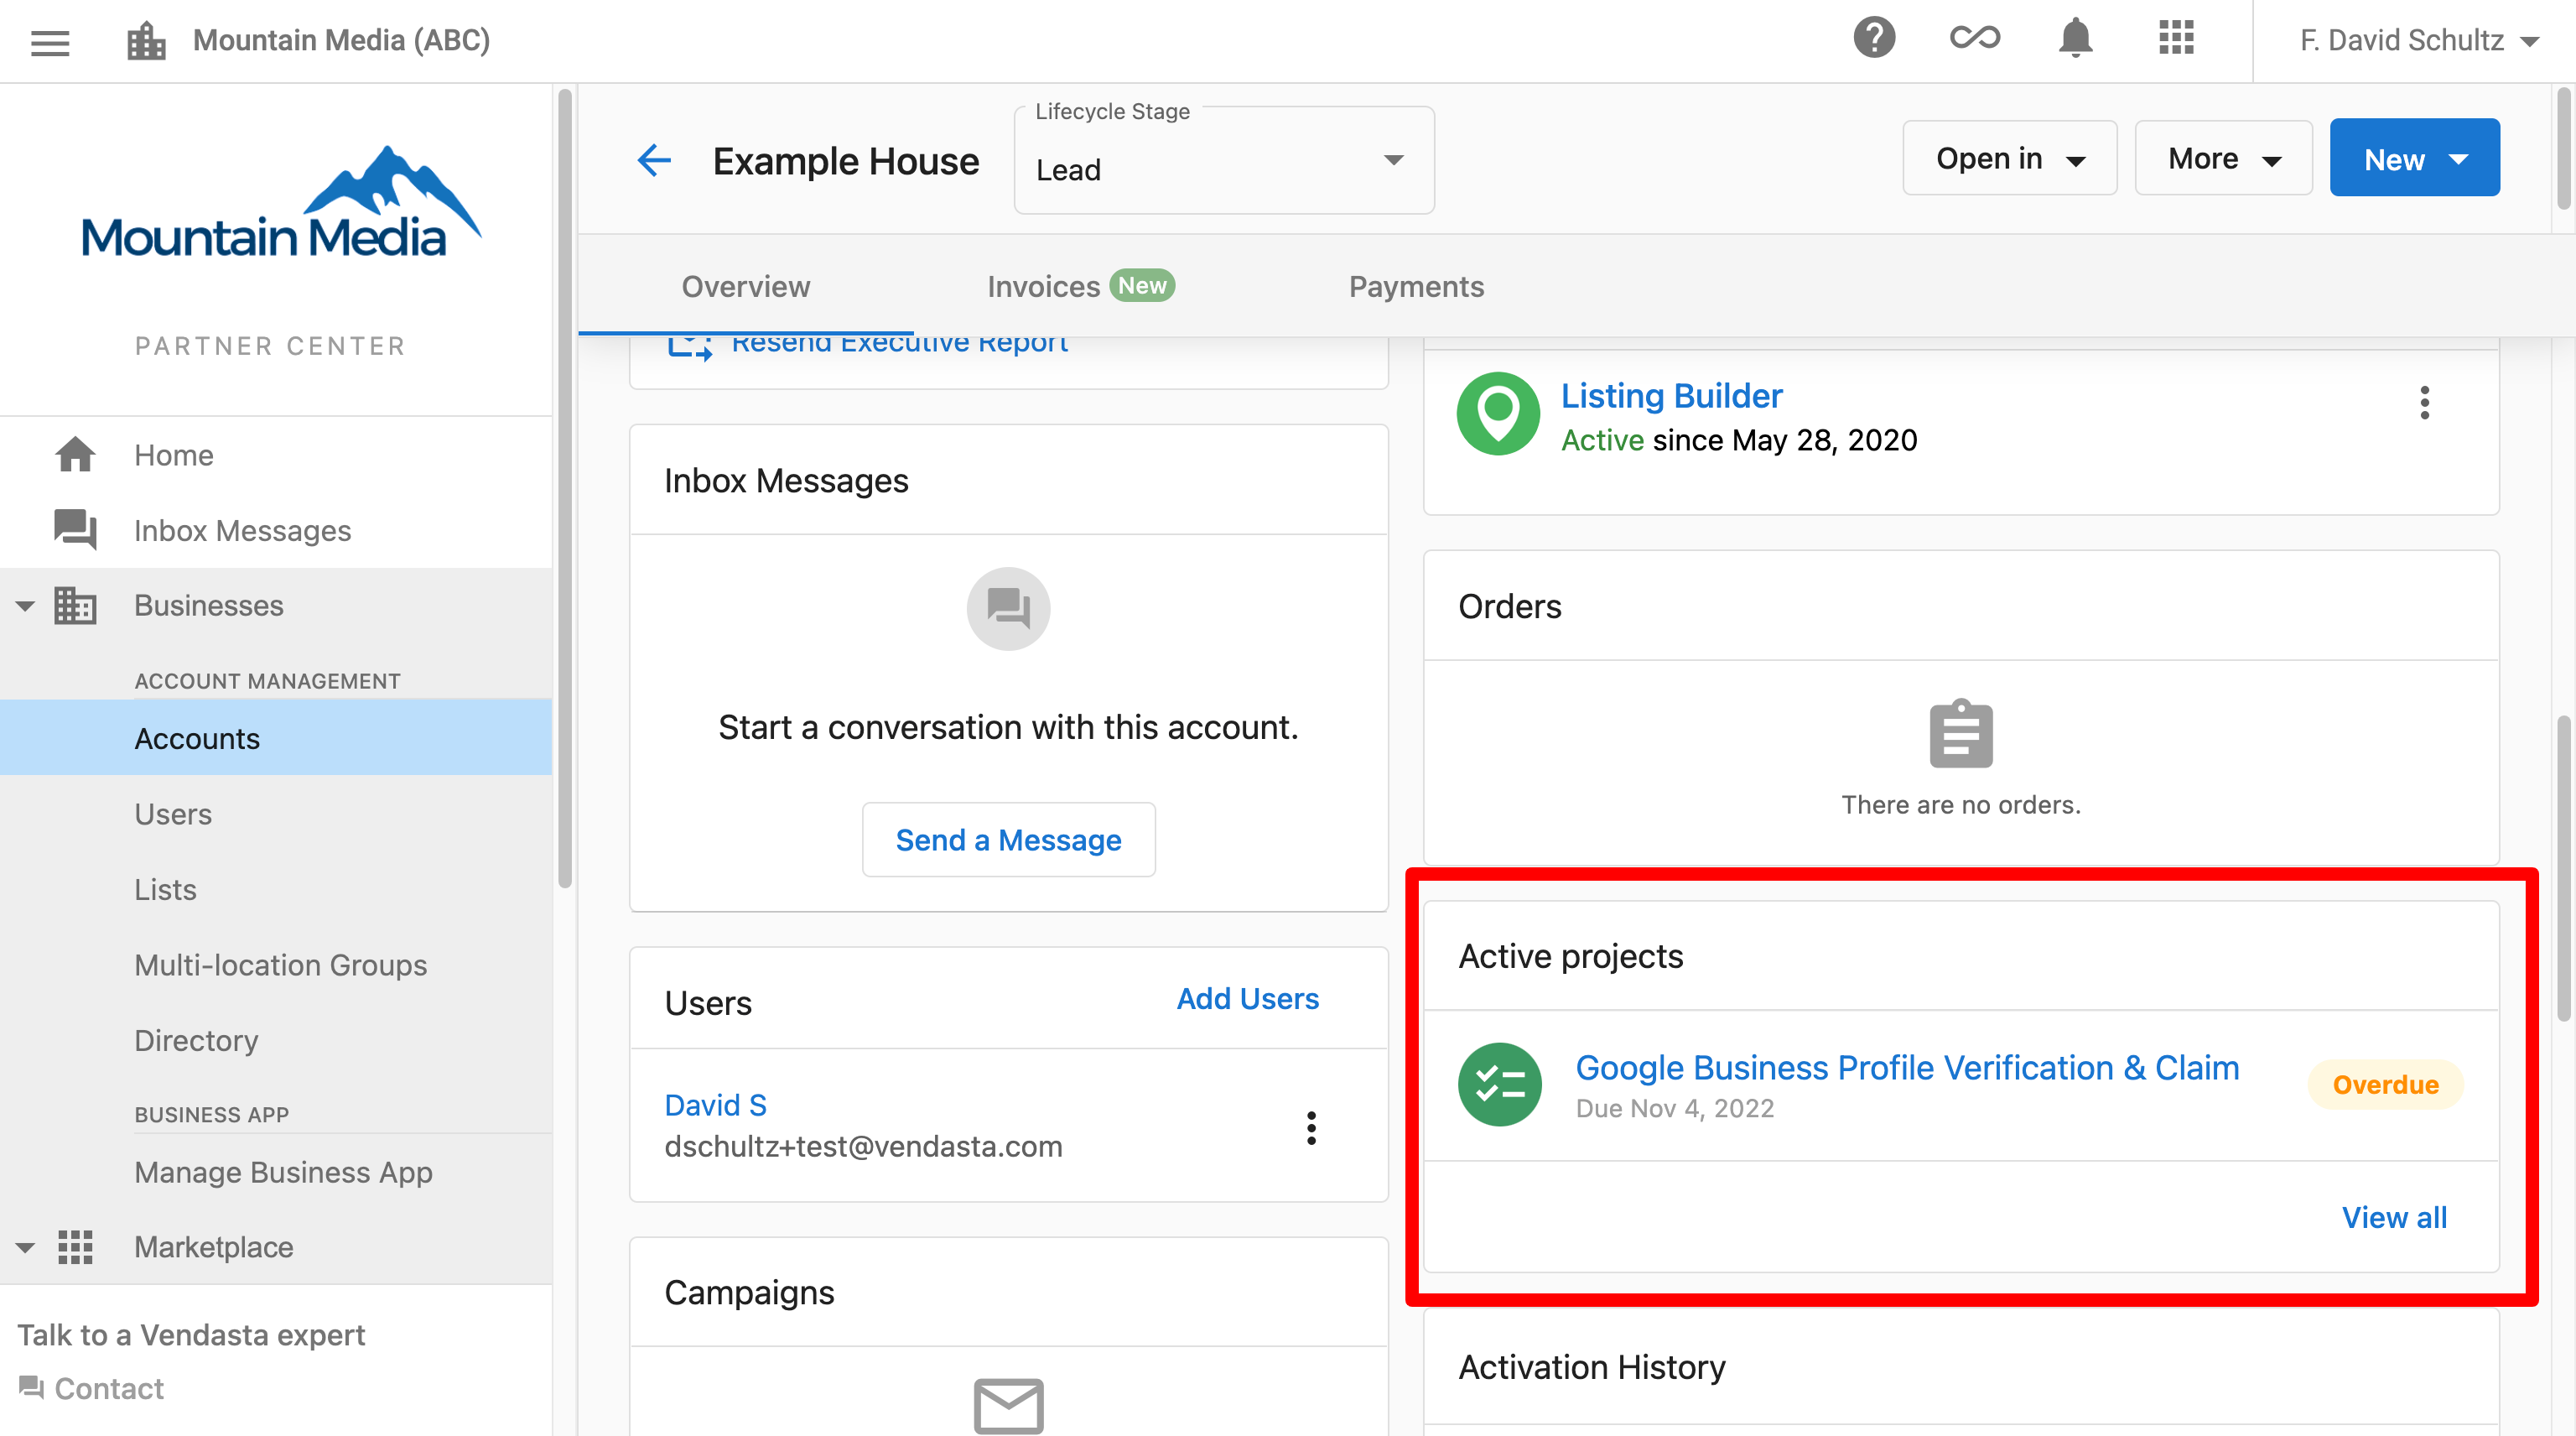 Mountain Media (ABC)
F. David Schultz
Mountain Media
PARTNER CENTER
Home
Inbox Messages
Businesses
ACCOUNT MANAGEMENT
Accounts
Users
Lists
Multi-location Groups
Directory
BUSINESS APP
Manage Business App
Marketplace
Talk to a Vendasta expert
Contact
Example House
Lifecycle Stage
Lead
Open in
More
New
Overview
Invoices New
Payments
Resend Executive Report
Inbox Messages
Start a conversation with this account.
Send a Message
Users
Add Users
David S
dschultz+test@vendasta.com
Campaigns
Listing Builder
Active since May 28, 2020
Orders
There are no orders.
Active projects
Google Business Profile Verification & Claim
Due Nov 4, 2022
Overdue
View all
Activation History